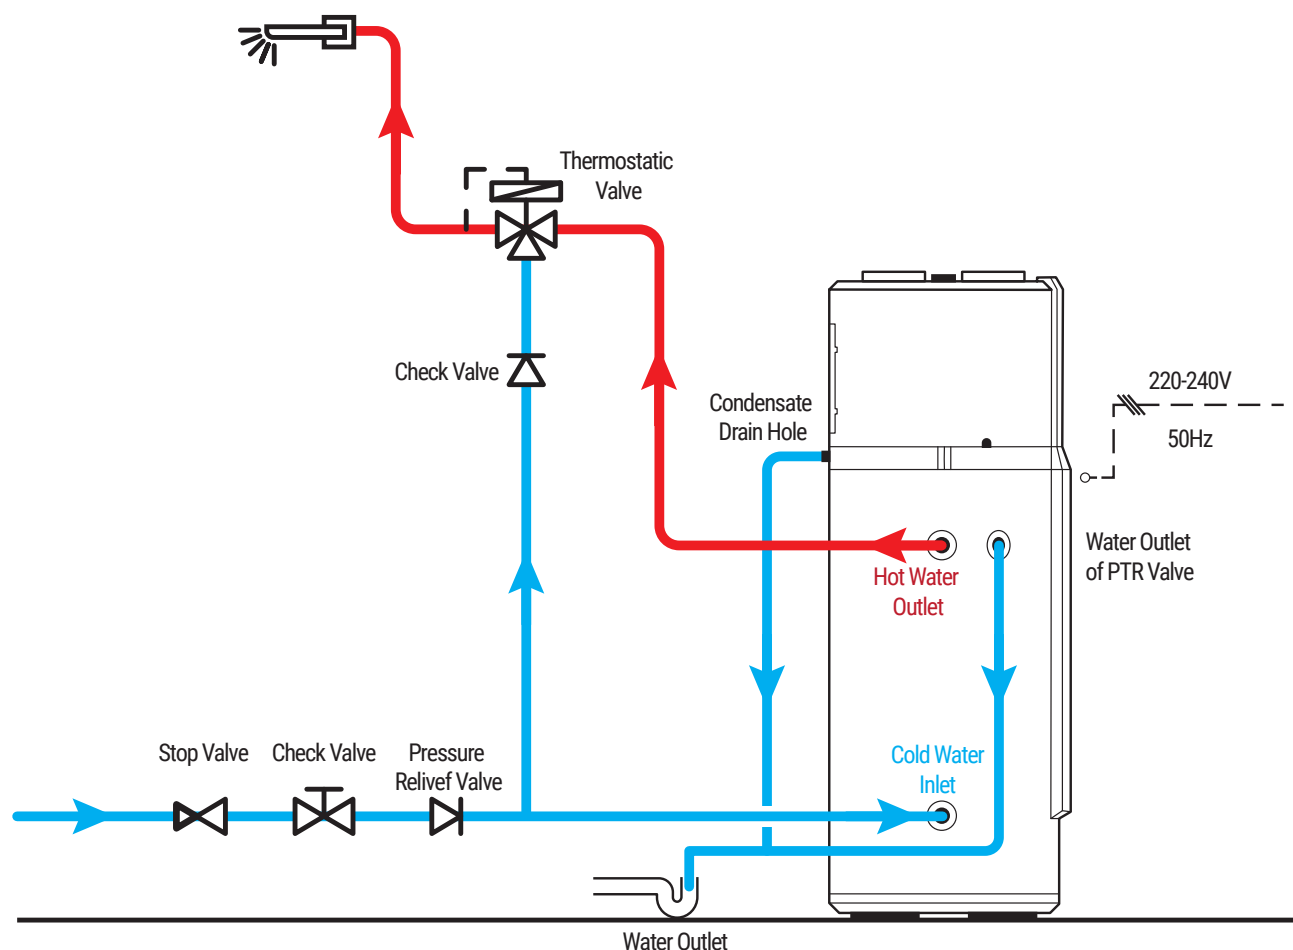 Thermostatic
Valve
Check Valve
220-240V
Condensate
Drain Hole
50Hz
Water Outlet
of PTR Valve
Hot Water
Outlet
Stop Valve
Check Valve
Pressure
Relivef Valve
Cold Water
Inlet
Water Outlet